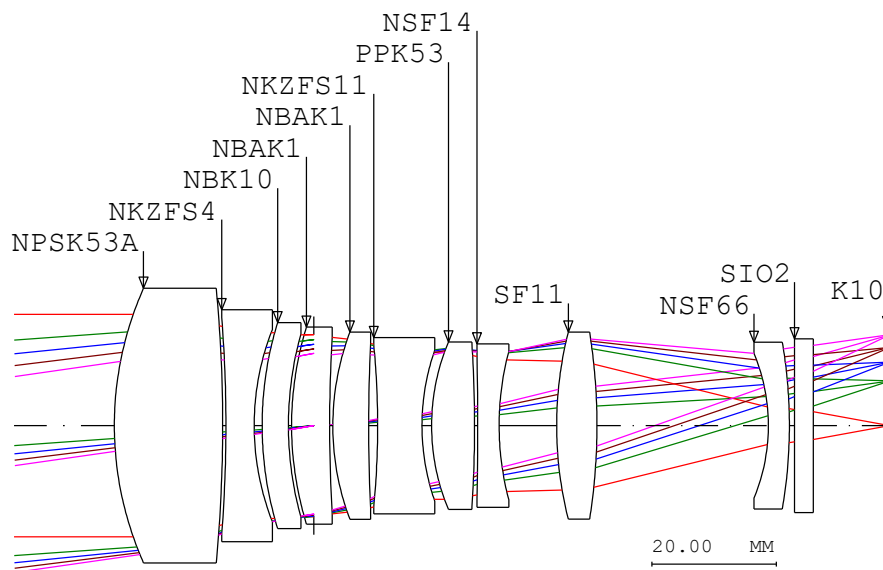 NSF14
PPK53
NKZFS11
NBAK1
NBAK1
NBK10
NKZFS4
NPSK53A
SIO2
K10
SF11
NSF66
20.00 MM